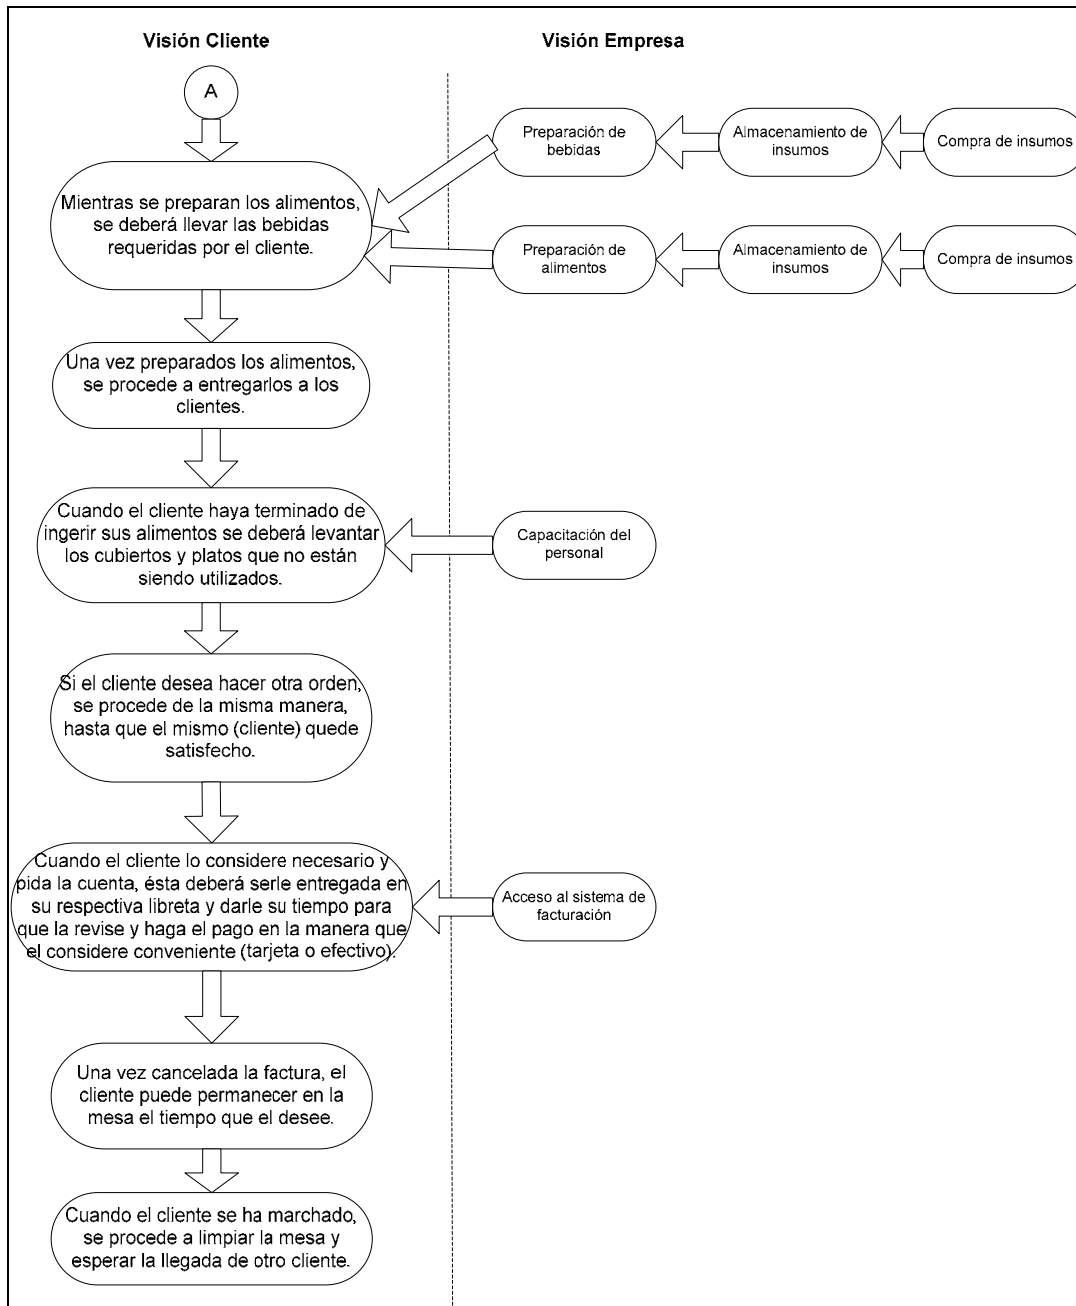 Visión Cliente
Visión Empresa
A
Mientras se preparan los alimentos,
se deberá llevar las bebidas
requeridas por el cliente.
Preparación de
bebidas
Almacenamiento de
insumos
Compra de insumos
Preparación de
alimentos
Almacenamiento de
insumos
Compra de insumos
Una vez preparados los alimentos,
se procede a entregarlos a los
clientes.
Cuando el cliente haya terminado de
ingerir sus alimentos se deberá levantar
los cubiertos y platos que no están
siendo utilizados.
Capacitación del
personal
Si el cliente desea hacer otra orden,
se procede de la misma manera,
hasta que el mismo (cliente) quede
satisfecho.
Cuando el cliente lo considere necesario y
pida la cuenta, ésta deberá serle entregada en
su respectiva libreta y darle su tiempo para
que la revise y haga el pago en la manera que
el considere conveniente (tarjeta o efectivo).
Acceso al sistema de
facturación
Una vez cancelada la factura, el
cliente puede permanecer en la
mesa el tiempo que el desee.
Cuando el cliente se ha marchado,
se procede a limpiar la mesa y
esperar la llegada de otro cliente.